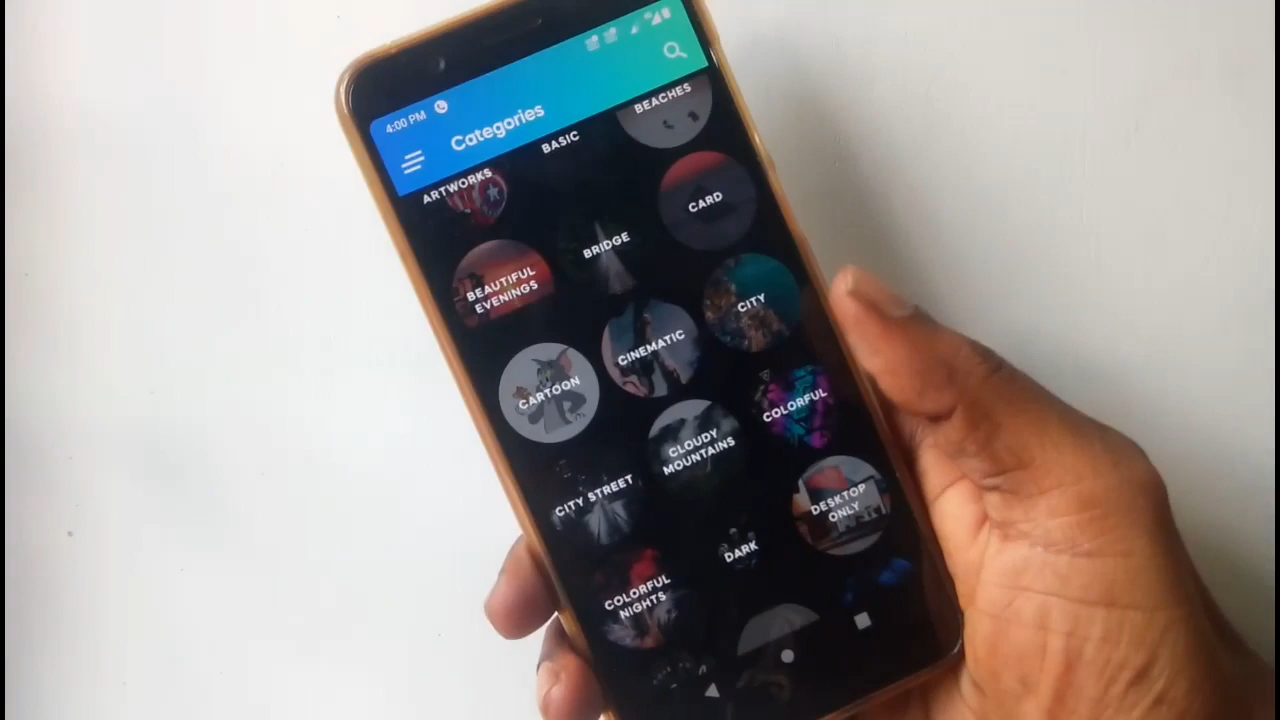 4:00 PM
Categories
ARTWORKS
BASIC
BEACHES
BEAUTIFUL
EVENINGS
BRIDGE
CARD
CARTOON
CINEMATIC
CITY
CITY STREET
CLOUDY
MOUNTAINS
COLORFUL
COLORFUL
NIGHTS
DARK
DESKTOP
ONLY